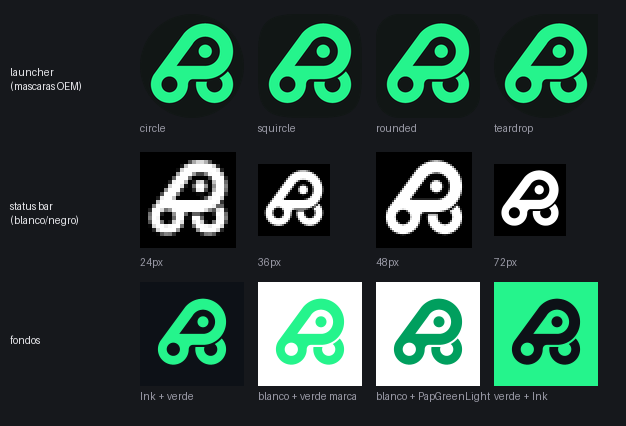 launcher
(mascaras OEM)
circle
squircle
rounded
teardrop
status bar
(blanco/negro)
24px
36px
48px
72px
fondos
Ink + verde
blanco + verde marca
blanco + PapGreenLight
verde + Ink